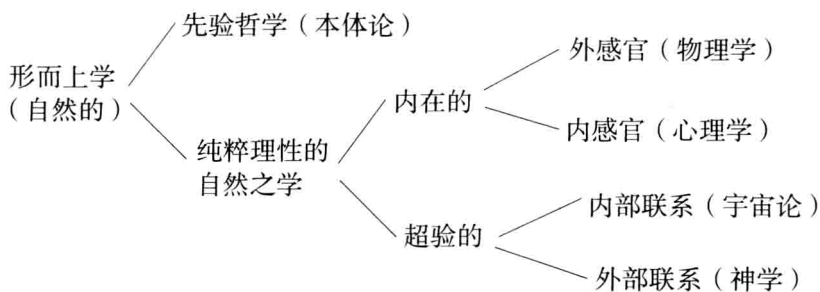 先验哲学（本体论）
形而上学
（自然的）
外感官（物理学）
内在的
内感官（心理学）
纯粹理性的
自然之学
内部联系（宇宙论）
超验的
外部联系（神学）